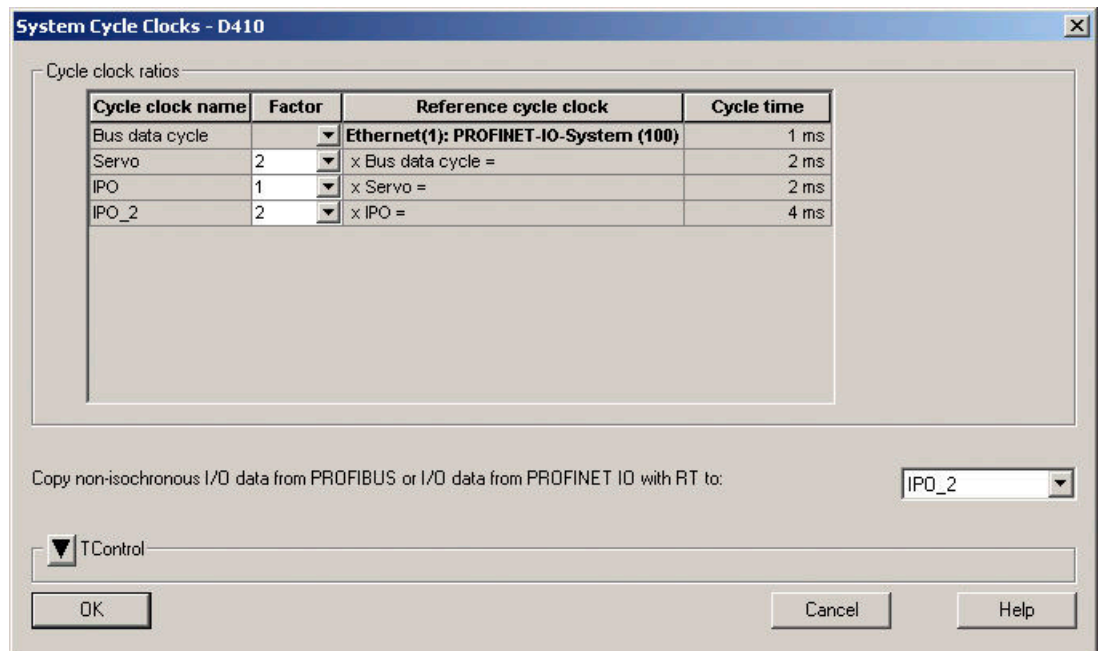 System Cycle Clocks - D410
Cycle clock ratios
Cycle clock name Factor Reference cycle clock Cycle time
Bus data cycle Ethernet(1): PROFINET-IO-System (100) 1 ms
Servo 2 x Bus data cycle = 2 ms
IPO 1 x Servo = 2 ms
IPO_2 2 x IPO = 4 ms
Copy non-isochronous I/O data from PROFIBUS or I/O data from PROFINET IO with RT to: IPO_2
TControl
OK Cancel Help